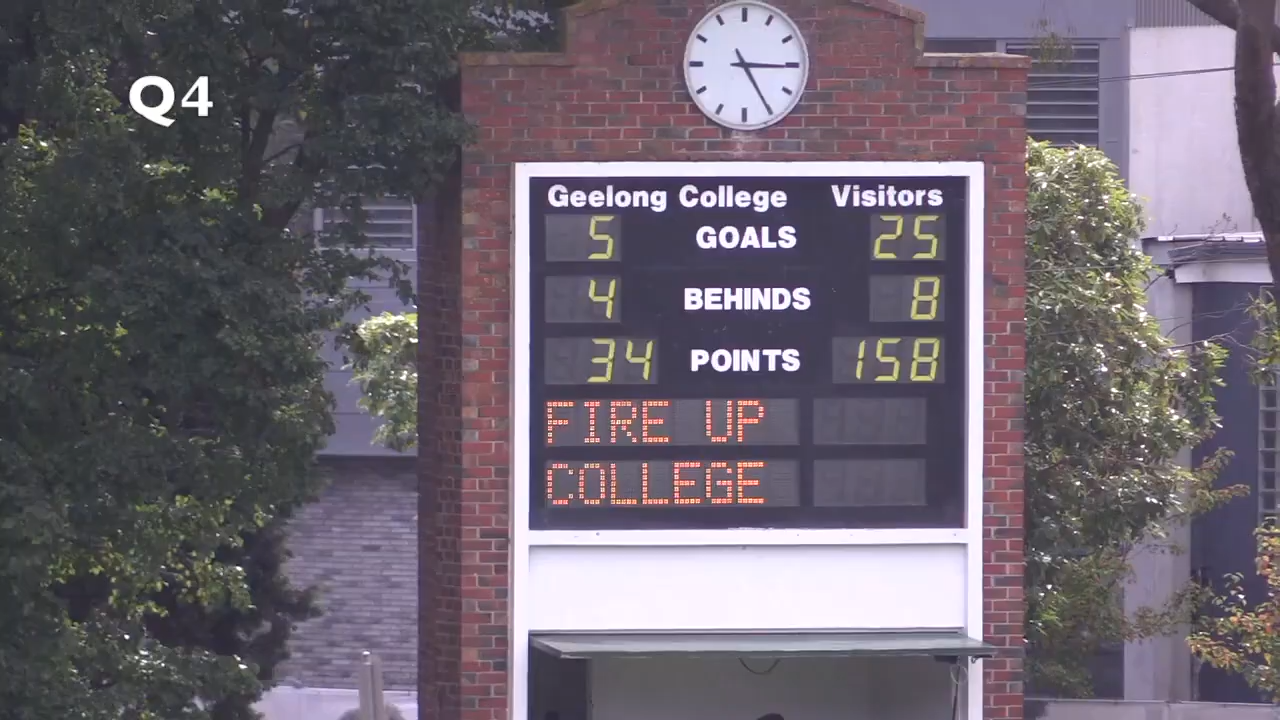 Q4
Geelong College Visitors
5 GOALS 25
4 BEHINDS 8
34 POINTS 158
FIRE UP
COLLEGE